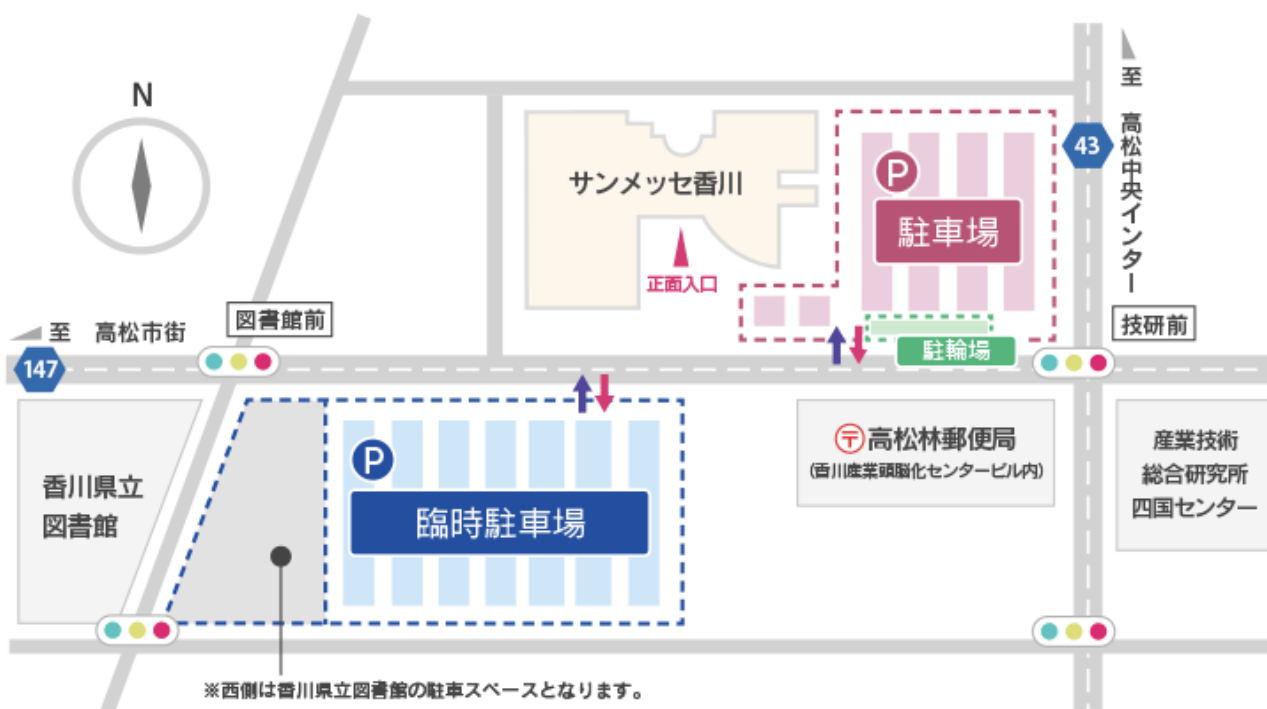 N
至
高松中央インター
43
サンメッセ香川
P
駐車場
正面入口
図書館前
至 高松市街
技研前
駐輪場
147
〒高松林郵便局
(香川産業頭脳化センタービル内)
産業技術
総合研究所
四国センター
P
臨時駐車場
香川県立
図書館
※西側は香川県立図書館の駐車スペースとなります。